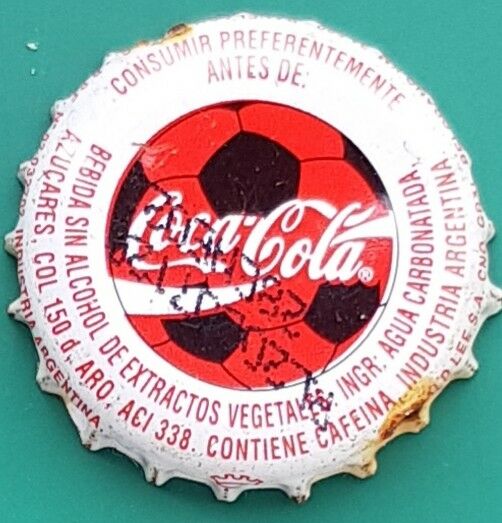 CONSUMIR PREFERENTEMENTE
ANTES DE:
Coca-Cola®
BEBIDA SIN ALCOHOL DE EXTRACTOS VEGETALES. INGR: AGUA CARBONATADA,
AZUCARES, COL 150 d, ARO, ACI 338. CONTIENE CAFEINA. INDUSTRIA ARGENTINA
ARGENTINA